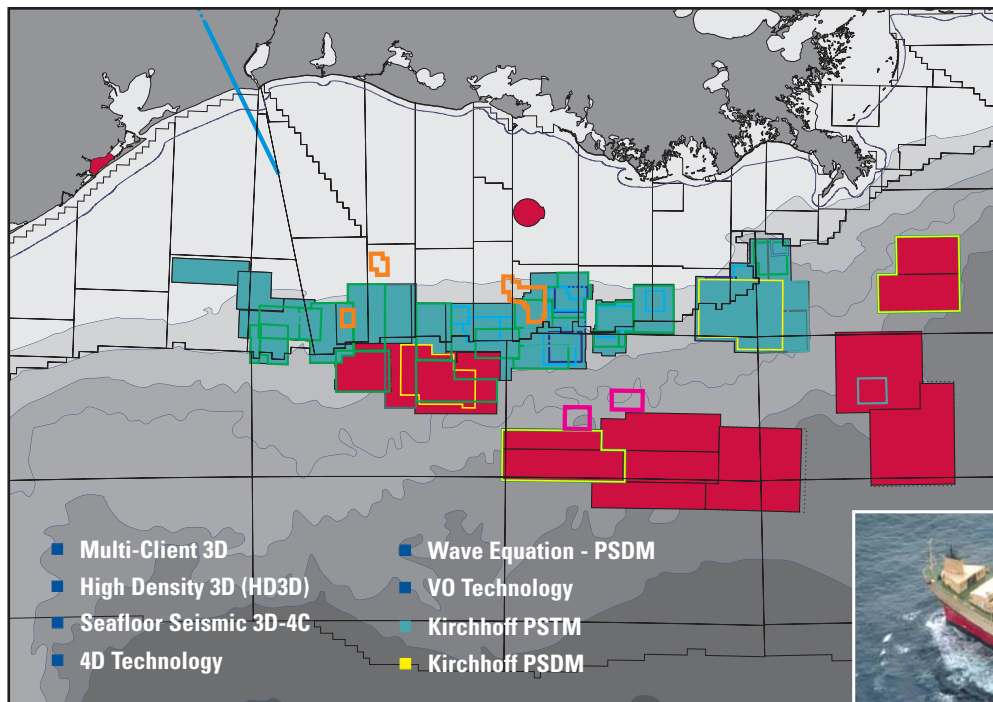 Multi-Client 3D
High Density 3D (HD3D)
Seafloor Seismic 3D-4C
4D Technology
Wave Equation - PSDM
VO Technology
Kirchhoff PSTM
Kirchhoff PSDM